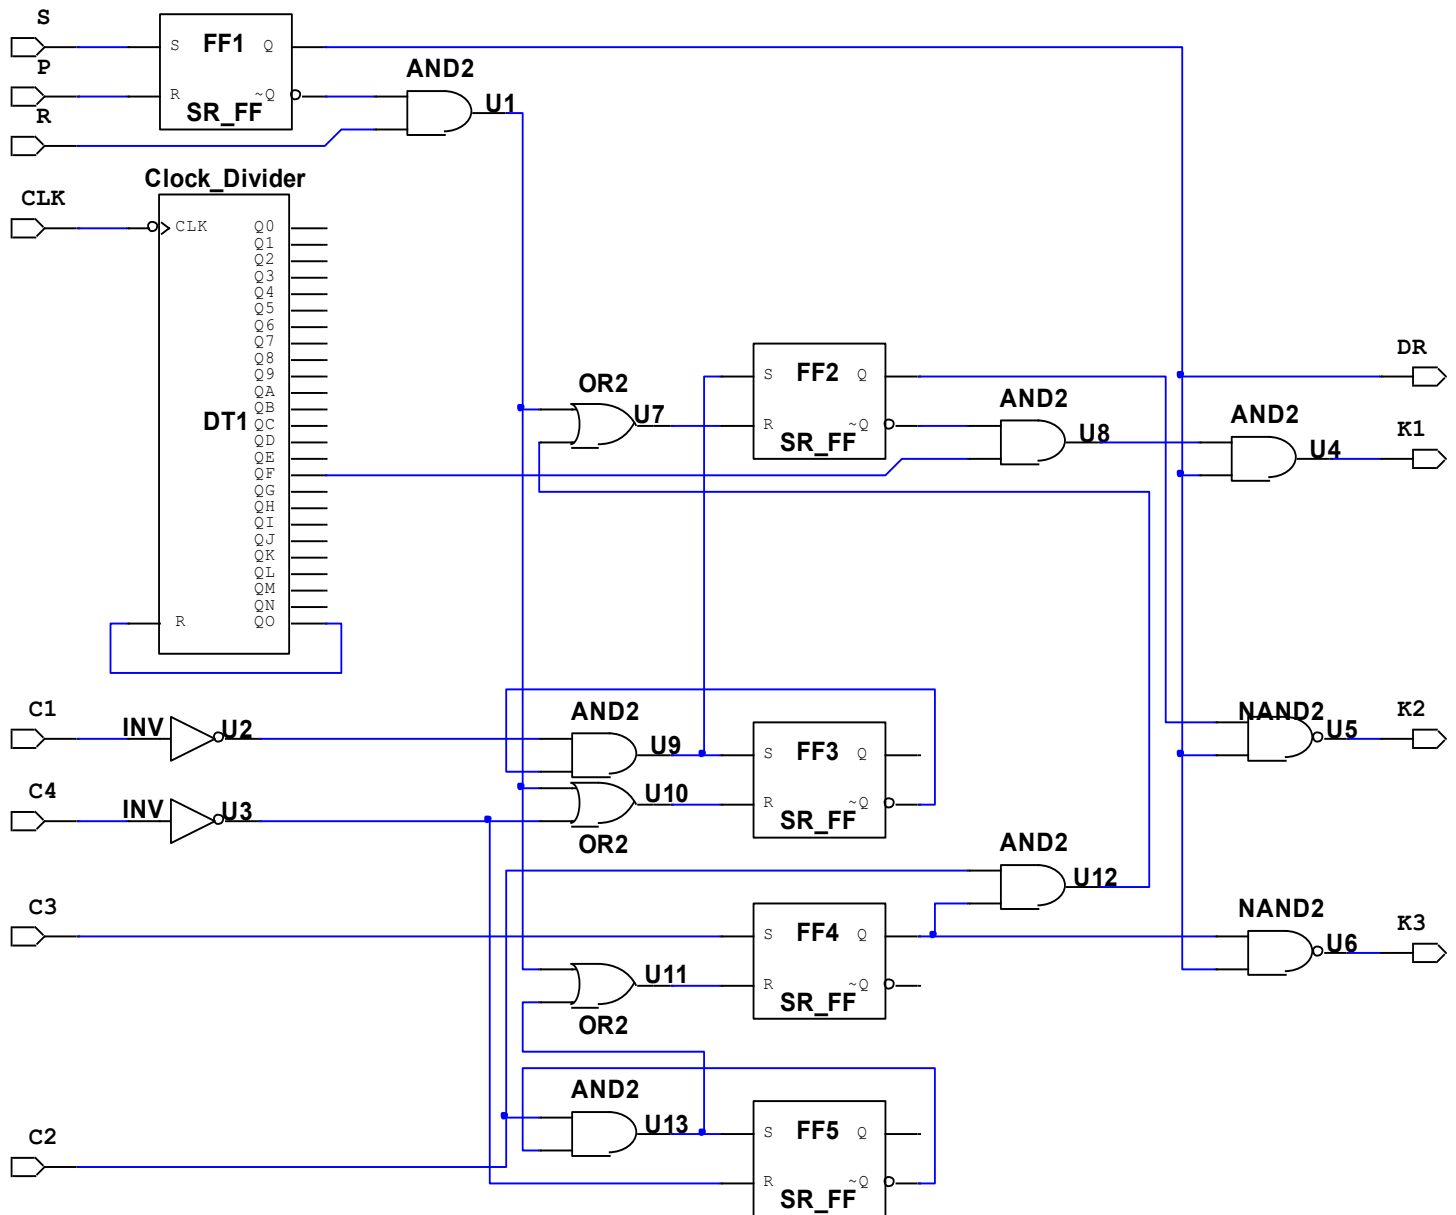 S
FF1
S
Q
P
AND2
R
~Q
U1
R
SR_FF
Clock_Divider
CLK
CLK
Q0
Q1
Q2
Q3
Q4
Q5
Q6
Q7
Q8
Q9
QA
QB
DT1
QC
QD
QE
QF
QG
QH
QI
QJ
QK
QL
QM
QN
R
QO
DR
OR2
S
FF2
Q
AND2
AND2
K1
U7
R
~Q
U8
U4
SR_FF
C1
INV
U2
AND2
U9
S
FF3
Q
NAND2
U5
K2
C4
INV
U3
U10
R
~Q
SR_FF
OR2
AND2
U12
C3
S
FF4
Q
NAND2
U6
K3
U11
R
~Q
SR_FF
OR2
AND2
C2
U13
S
FF5
Q
R
~Q
SR_FF